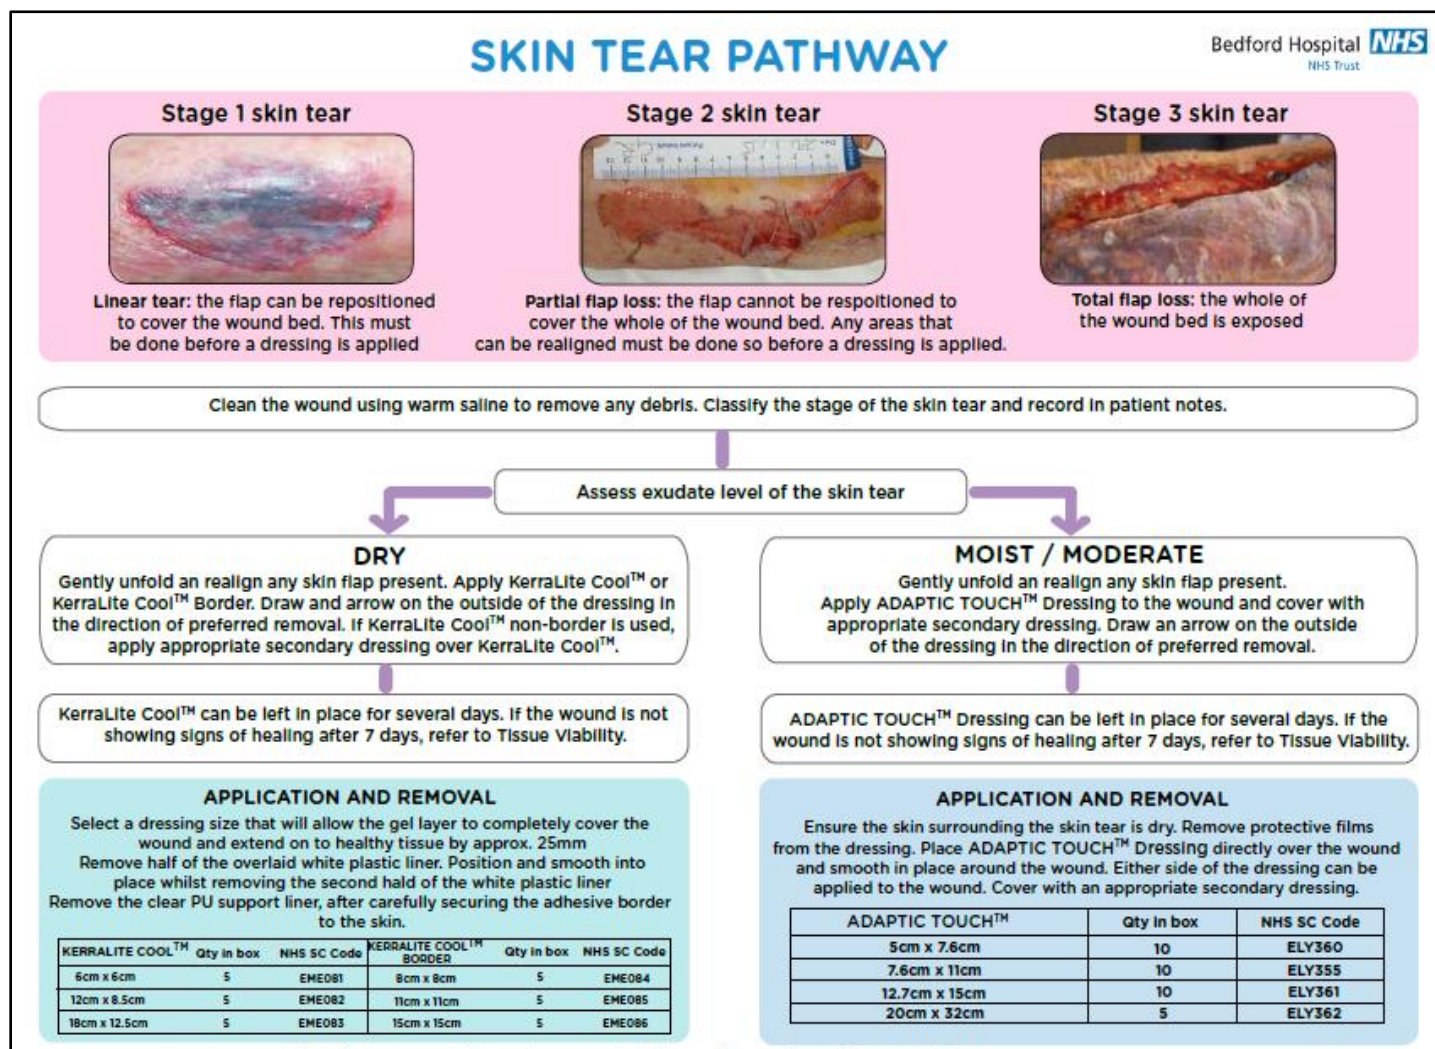 SKIN TEAR PATHWAY
Bedford Hospital NHS
NHS Trust
Stage 1 skin tear
Linear tear: the flap can be repositioned
to cover the wound bed. This must
be done before a dressing is applied
Stage 2 skin tear
Partial flap loss: the flap cannot be respoitioned to
cover the whole of the wound bed. Any areas that
can be realigned must be done so before a dressing is applied.
Stage 3 skin tear
Total flap loss: the whole of
the wound bed is exposed
Clean the wound using warm saline to remove any debris. Classify the stage of the skin tear and record in patient notes.
Assess exudate level of the skin tear
DRY
Gently unfold an realign any skin flap present. Apply KerraLite Cool™ or
KerraLite Cool™ Border. Draw and arrow on the outside of the dressing in
the direction of preferred removal. If KerraLite Cool™ non-border is used,
apply appropriate secondary dressing over KerraLite Cool™.
KerraLite Cool™ can be left in place for several days. If the wound is not
showing signs of healing after 7 days, refer to Tissue Viability.
APPLICATION AND REMOVAL
Select a dressing size that will allow the gel layer to completely cover the
wound and extend on to healthy tissue by approx. 25mm
Remove half of the overlaid white plastic liner. Position and smooth into
place whilst removing the second hald of the white plastic liner
Remove the clear PU support liner, after carefully securing the adhesive border
to the skin.
KERRALITE COOL™ Qty in box NHS SC Code KERRALITE COOL™ BORDER Qty in box NHS SC Code
6cm x 6cm 5 EME081 8cm x 8cm 5 EME084
12cm x 8.5cm 5 EME082 11cm x 11cm 5 EME085
18cm x 12.5cm 5 EME083 15cm x 15cm 5 EME086
MOIST / MODERATE
Gently unfold an realign any skin flap present.
Apply ADAPTIC TOUCH™ Dressing to the wound and cover with
appropriate secondary dressing. Draw an arrow on the outside
of the dressing in the direction of preferred removal.
ADAPTIC TOUCH™ Dressing can be left in place for several days. If the
wound is not showing signs of healing after 7 days, refer to Tissue Viability.
APPLICATION AND REMOVAL
Ensure the skin surrounding the skin tear is dry. Remove protective films
from the dressing. Place ADAPTIC TOUCH™ Dressing directly over the wound
and smooth in place around the wound. Either side of the dressing can be
applied to the wound. Cover with an appropriate secondary dressing.
ADAPTIC TOUCH™ Qty in box NHS SC Code
5cm x 7.6cm 10 ELY360
7.6cm x 11cm 10 ELY355
12.7cm x 15cm 10 ELY361
20cm x 32cm 5 ELY362